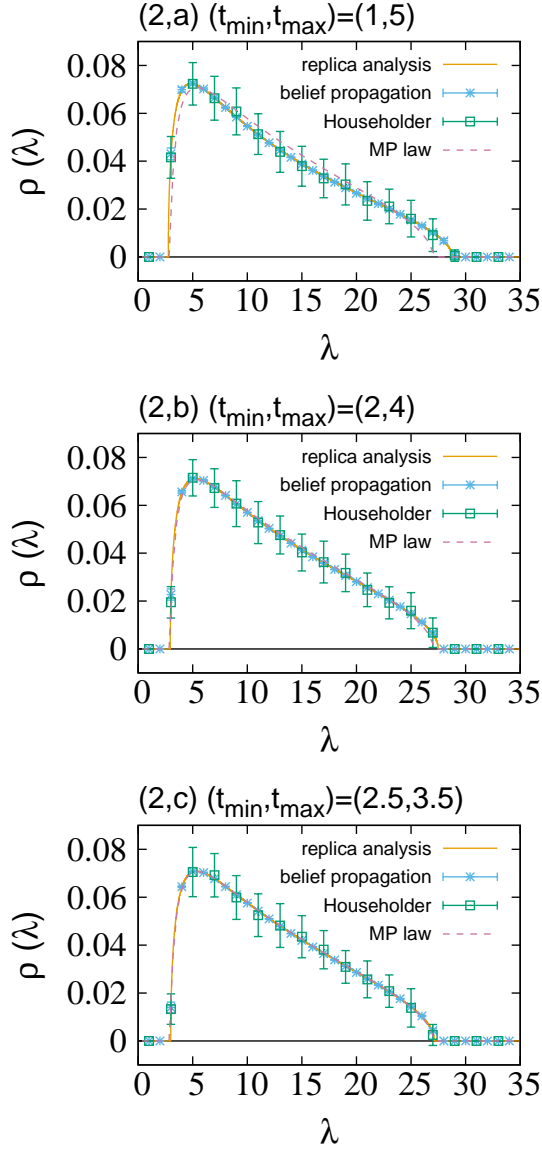 (2,a) (t_min,t_max)=(1,5)
replica analysis
belief propagation
Householder
MP law
ρ (λ)
0.08
0.06
0.04
0.02
0
0 5 10 15 20 25 30 35
λ
(2,b) (t_min,t_max)=(2,4)
replica analysis
belief propagation
Householder
MP law
ρ (λ)
0.08
0.06
0.04
0.02
0
0 5 10 15 20 25 30 35
λ
(2,c) (t_min,t_max)=(2.5,3.5)
replica analysis
belief propagation
Householder
MP law
ρ (λ)
0.08
0.06
0.04
0.02
0
0 5 10 15 20 25 30 35
λ